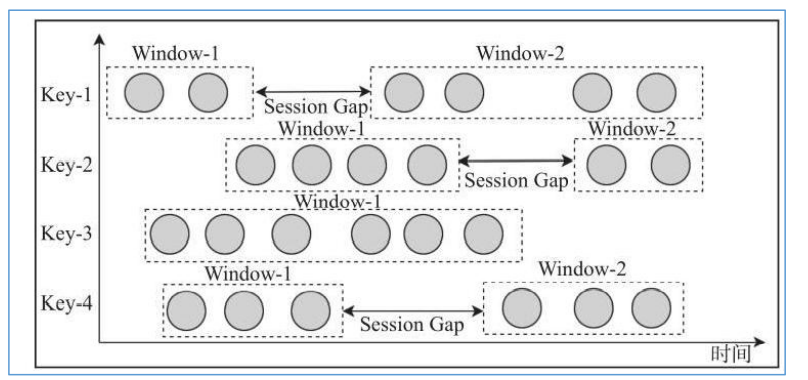 Window-1
Window-2
Key-1
Session Gap
Window-1
Window-2
Key-2
Session Gap
Window-1
Key-3
Window-1
Window-2
Key-4
Session Gap
时间